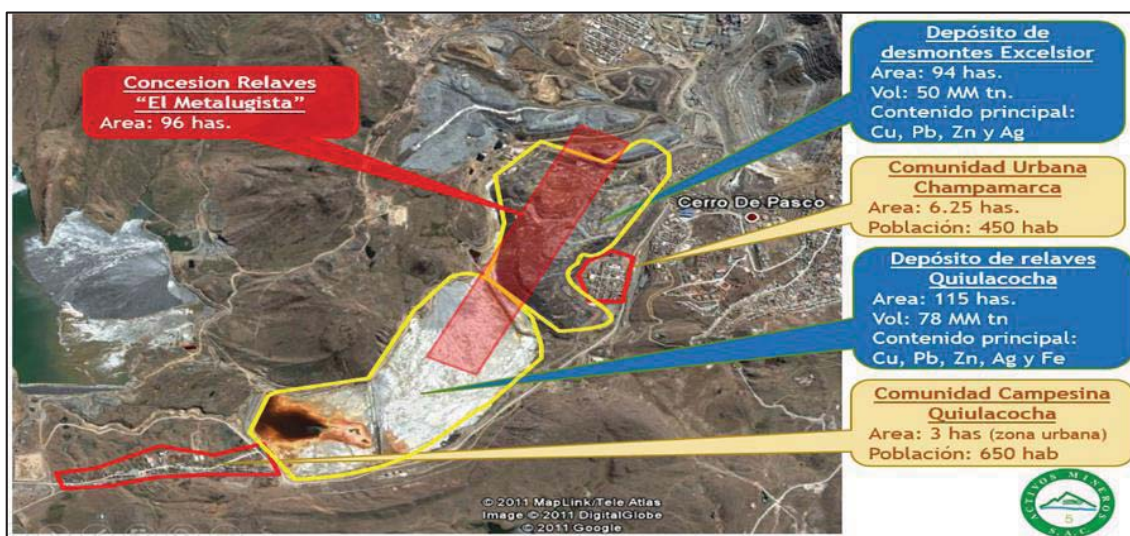 Concesion Relaves
"El Metalugista"
Area: 96 has.
Depósito de
desmontes Excelsior
Area: 94 has.
Vol: 50 MM tn.
Contenido principal:
Cu, Pb, Zn y Ag
Comunidad Urbana
Champamarca
Area: 6.25 has.
Población: 450 hab
Cerro De Pasco
Depósito de relaves
Quiulacocha
Area: 115 has.
Vol: 78 MM tn
Contenido principal:
Cu, Pb, Zn, Ag y Fe
Comunidad Campesina
Quiulacocha
Area: 3 has (zona urbana)
Población: 650 hab
© 2011 MapLink/Tele Atlas
Image © 2011 DigitalGlobe
© 2011 Google
ACTIVOS MINEROS
5
S.A.C.